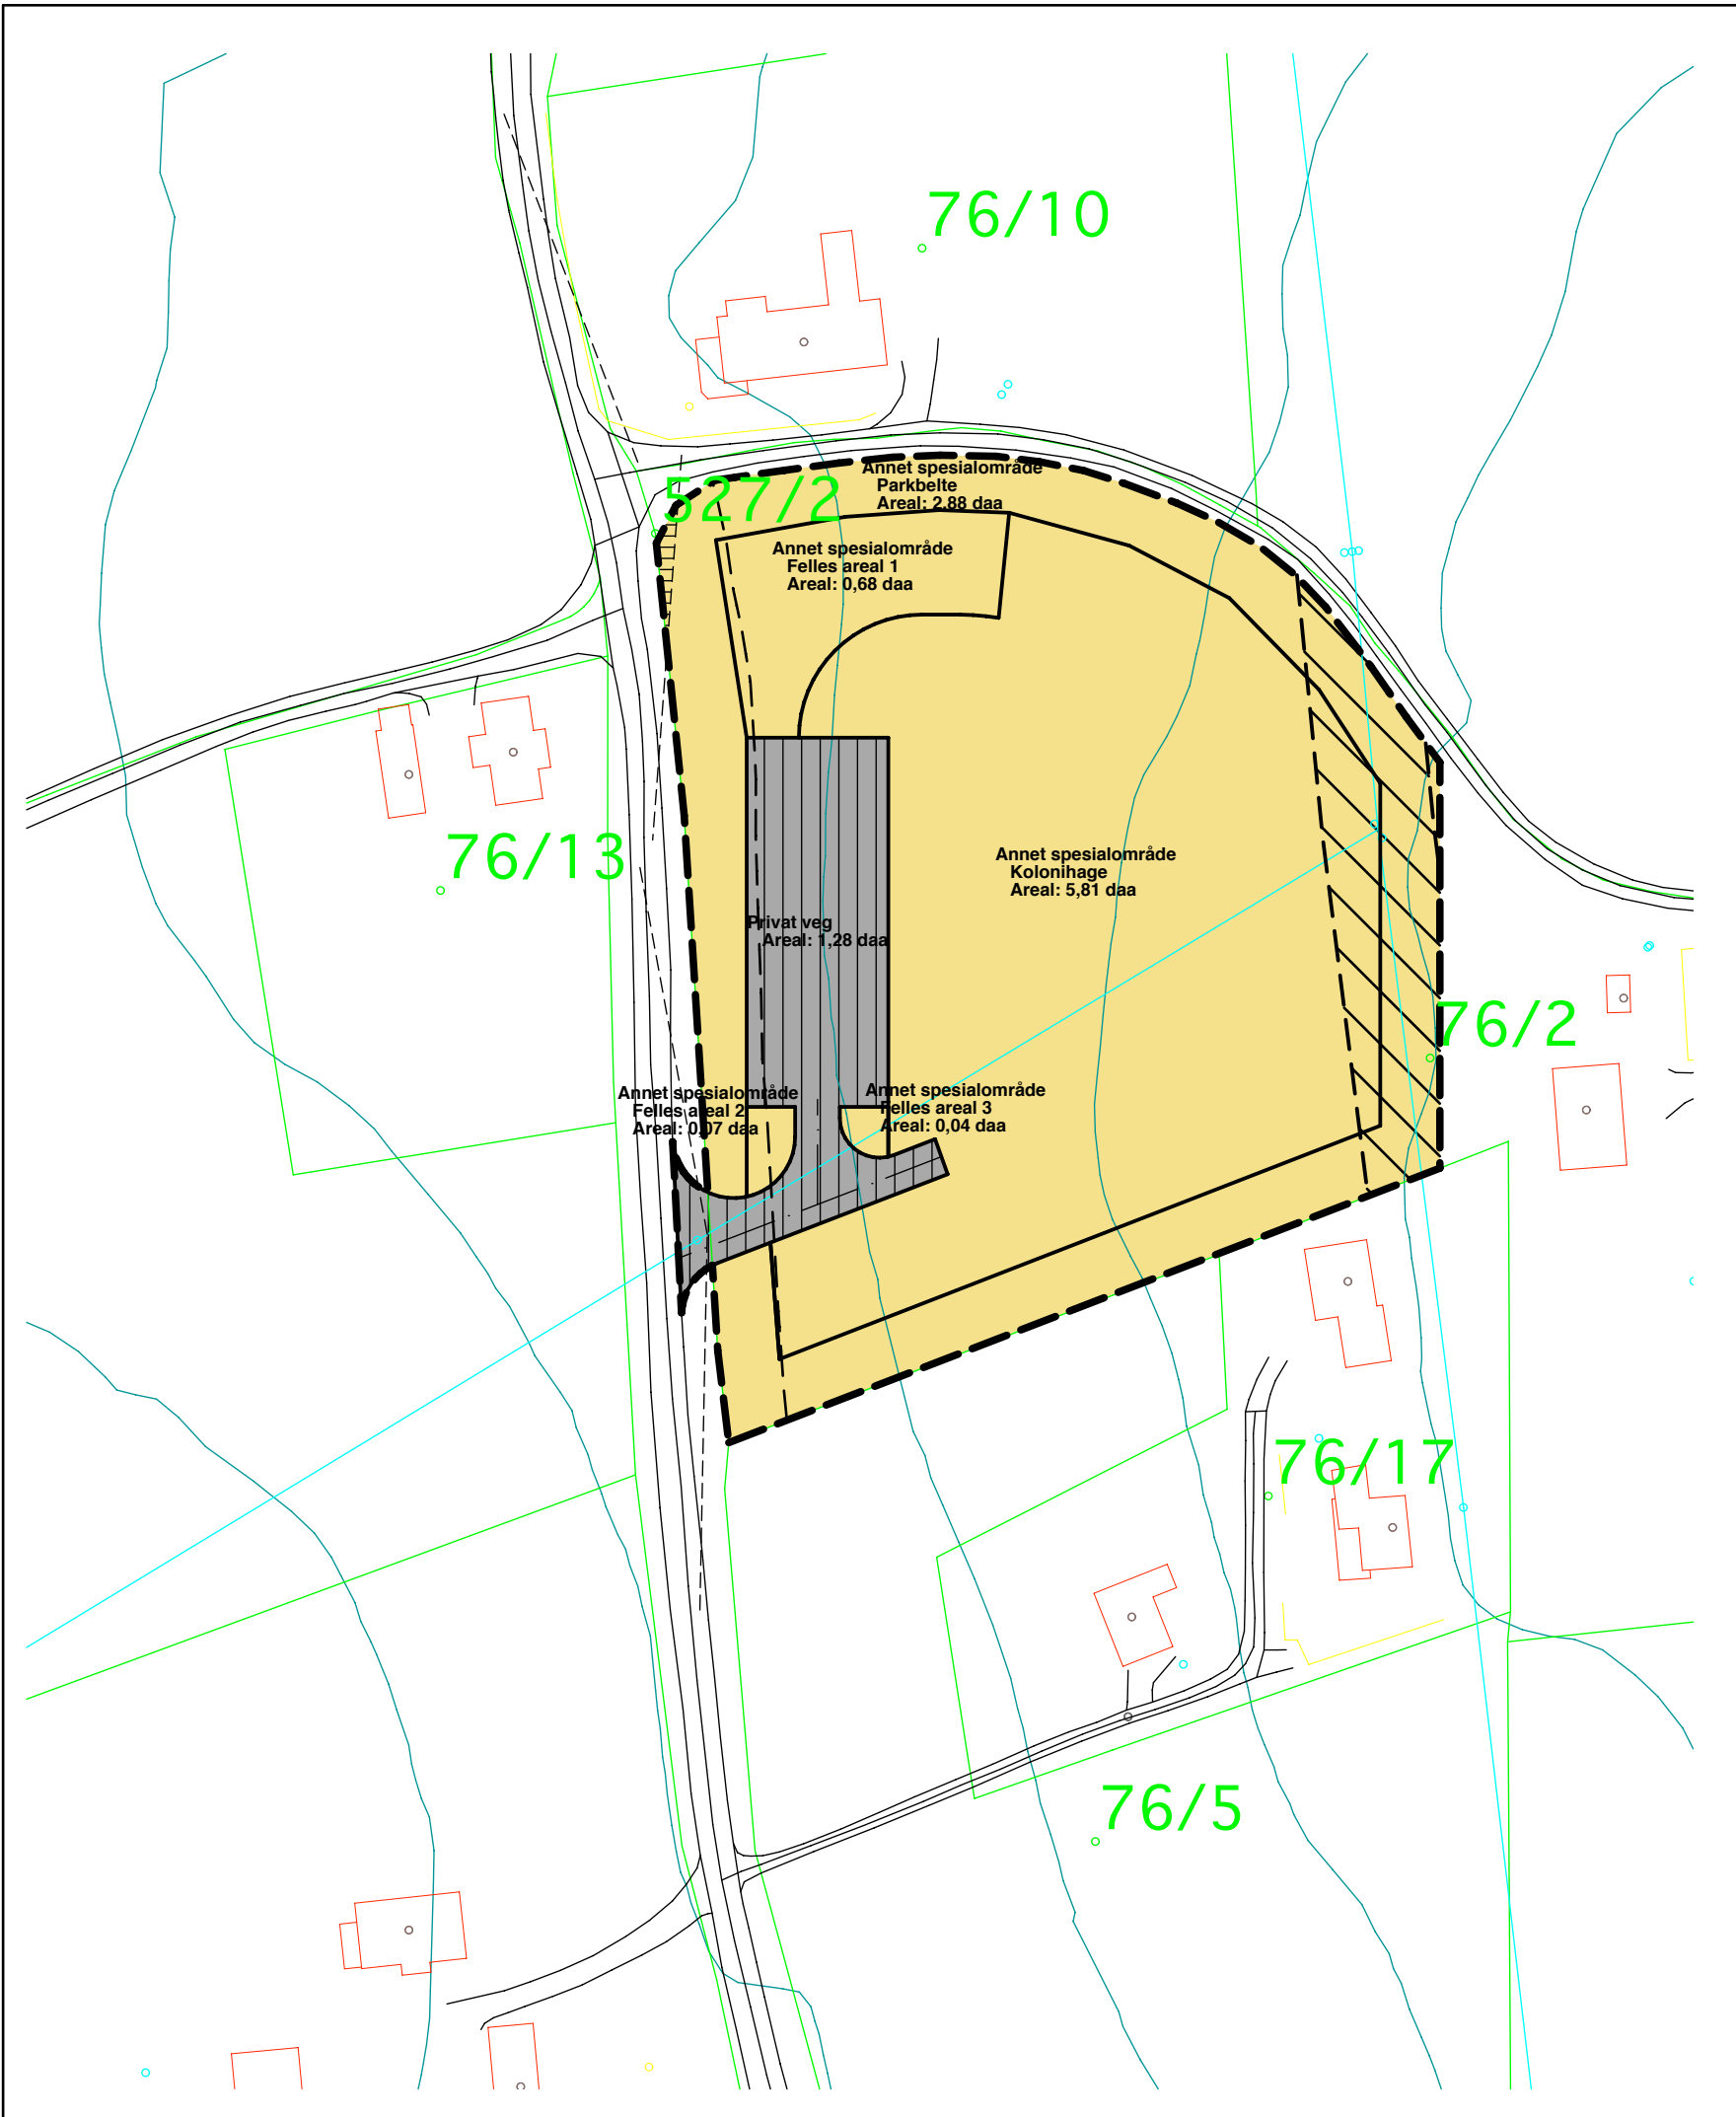 76/10
Annet spesialområde
Parkbelte
Areal: 2,88 daa
527/2
Annet spesialområde
Felles areal 1
Areal: 0,68 daa
76/13
Annet spesialområde
Kolonihage
Areal: 5,81 daa
Privat veg
Areal: 1,28 daa
76/2
Annet spesialområde
Felles areal 2
Areal: 0,07 daa
Annet spesialområde
Felles areal 3
Areal: 0,04 daa
76/17
76/5